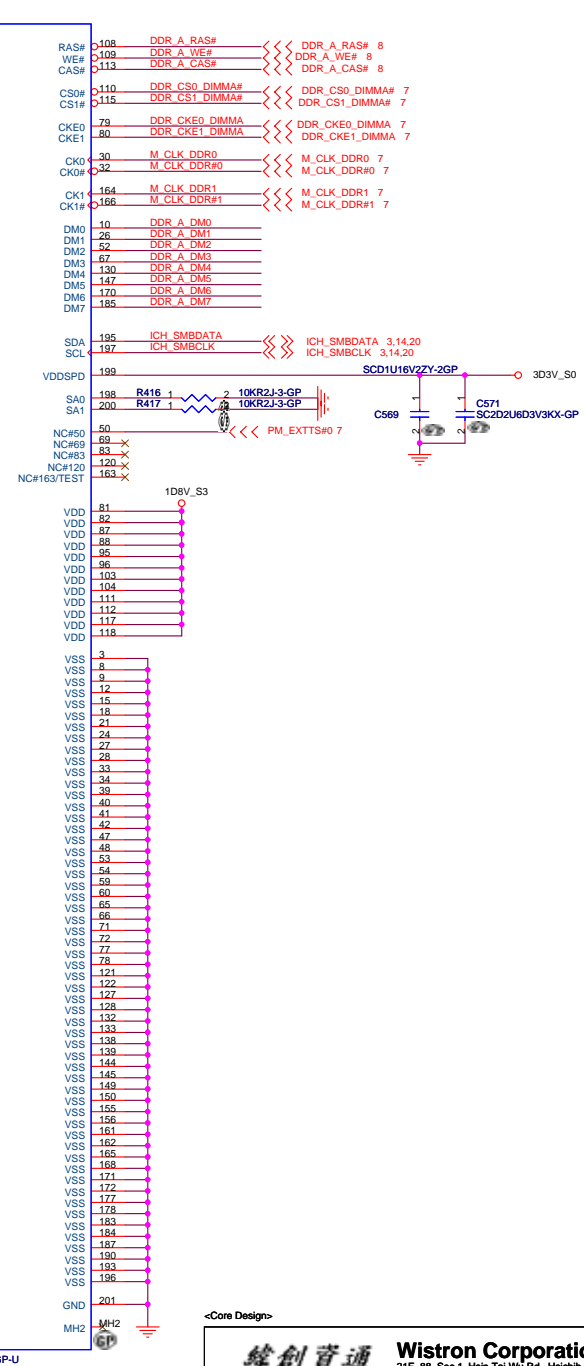 RAS# 108 DDR_A_RAS# DDR_A_RAS# 8
WE# 109 DDR_A_WE# DDR_A_WE# 8
CAS# 113 DDR_A_CAS# DDR_A_CAS# 8
CS0# 110 DDR_CS0_DIMMA# DDR_CS0_DIMMA# 7
CS1# 115 DDR_CS1_DIMMA# DDR_CS1_DIMMA# 7
CKE0 79 DDR_CKE0_DIMMA DDR_CKE0_DIMMA 7
CKE1 80 DDR_CKE1_DIMMA DDR_CKE1_DIMMA 7
CK0 30 M_CLK_DDR0 M_CLK_DDR0 7
CK0# 32 M_CLK_DDR#0 M_CLK_DDR#0 7
CK1 164 M_CLK_DDR1 M_CLK_DDR1 7
CK1# 166 M_CLK_DDR#1 M_CLK_DDR#1 7
DM0 10 DDR_A_DM0
DM1 26 DDR_A_DM1
DM2 52 DDR_A_DM2
DM3 67 DDR_A_DM3
DM4 130 DDR_A_DM4
DM5 147 DDR_A_DM5
DM6 170 DDR_A_DM6
DM7 185 DDR_A_DM7
SDA 195 ICH_SMBDATA ICH_SMBDATA 3,14,20
SCL 197 ICH_SMBCLK ICH_SMBCLK 3,14,20
VDDSPD 199 SCD1U16V2ZY-2GP 3D3V_S0
SA0 198 R416 1 2 10KR2J-3-GP
SA1 200 R417 1 10KR2J-3-GP
C569 1 2
C571 1 2
SC2D2U6D3V3KX-GP
NC#50 50 PM_EXTTS#0 7
NC#69 69
NC#83 83
NC#120 120
NC#163/TEST 163
1D8V_S3
VDD 81
VDD 82
VDD 87
VDD 88
VDD 95
VDD 96
VDD 103
VDD 104
VDD 111
VDD 112
VDD 117
VDD 118
VSS 3
VSS 8
VSS 9
VSS 12
VSS 15
VSS 18
VSS 21
VSS 24
VSS 27
VSS 28
VSS 33
VSS 34
VSS 39
VSS 40
VSS 41
VSS 42
VSS 47
VSS 48
VSS 53
VSS 54
VSS 59
VSS 60
VSS 65
VSS 66
VSS 71
VSS 72
VSS 77
VSS 78
VSS 121
VSS 122
VSS 127
VSS 128
VSS 132
VSS 133
VSS 138
VSS 139
VSS 144
VSS 145
VSS 149
VSS 150
VSS 155
VSS 156
VSS 161
VSS 162
VSS 165
VSS 168
VSS 171
VSS 172
VSS 177
VSS 178
VSS 183
VSS 184
VSS 187
VSS 190
VSS 193
VSS 196
GND 201
MH2 MH2
GP
GP-U
<Core Design>
緯創資通 Wistron Corporatio